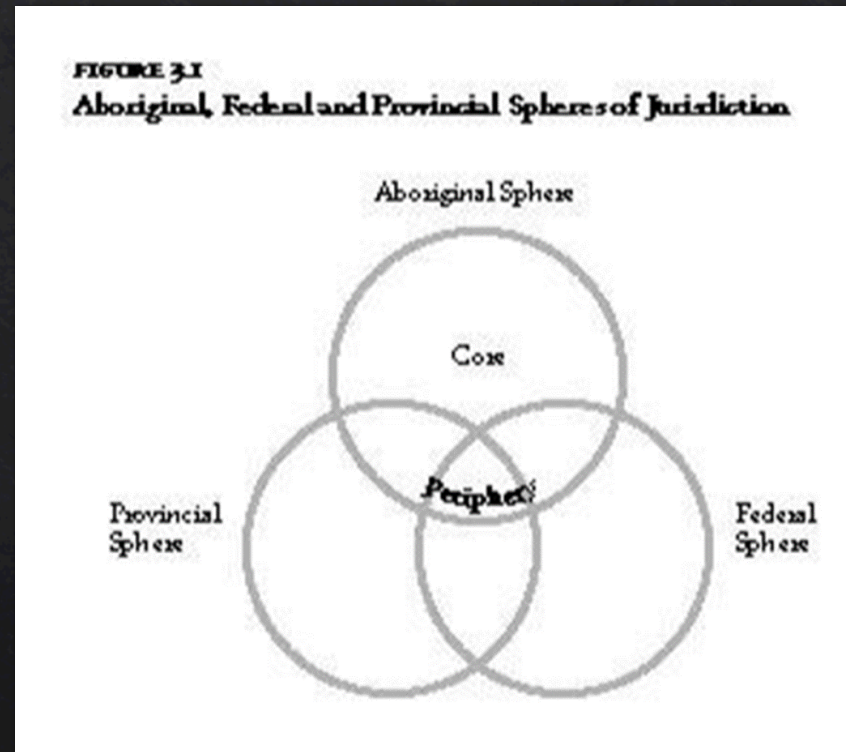 FIGURE 3.1
Aboriginal, Federal and Provincial Spheres of Jurisdiction
Aboriginal Sphere
Core
Periphery
Provincial
Sphere
Federal
Sphere